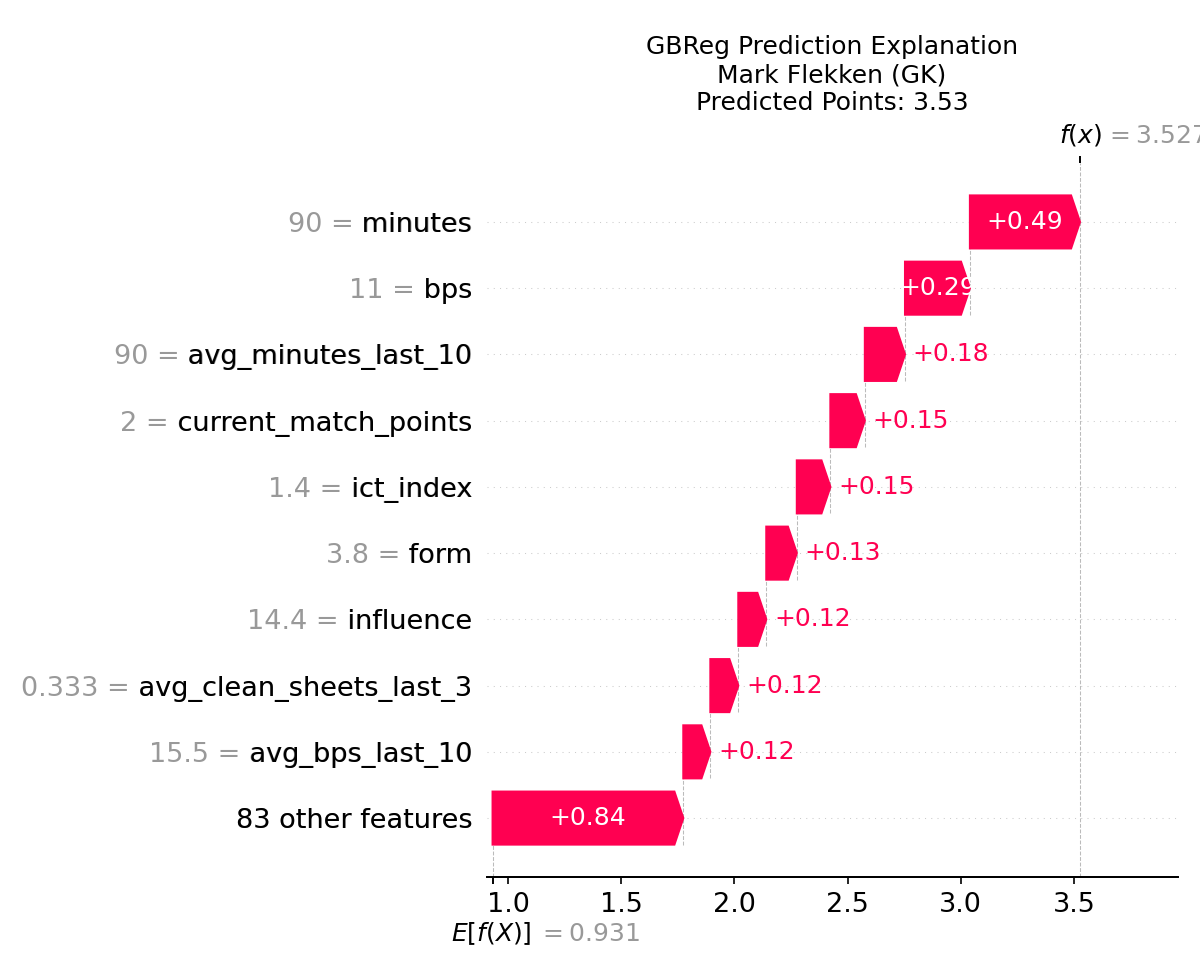 GBReg Prediction Explanation
Mark Flekken (GK)
Predicted Points: 3.53
f(x) = 3.527
90 = minutes +0.49
11 = bps +0.29
90 = avg_minutes_last_10 +0.18
2 = current_match_points +0.15
1.4 = ict_index +0.15
3.8 = form +0.13
14.4 = influence +0.12
0.333 = avg_clean_sheets_last_3 +0.12
15.5 = avg_bps_last_10 +0.12
83 other features +0.84
1.0 1.5 2.0 2.5 3.0 3.5
E[f(X)] = 0.931